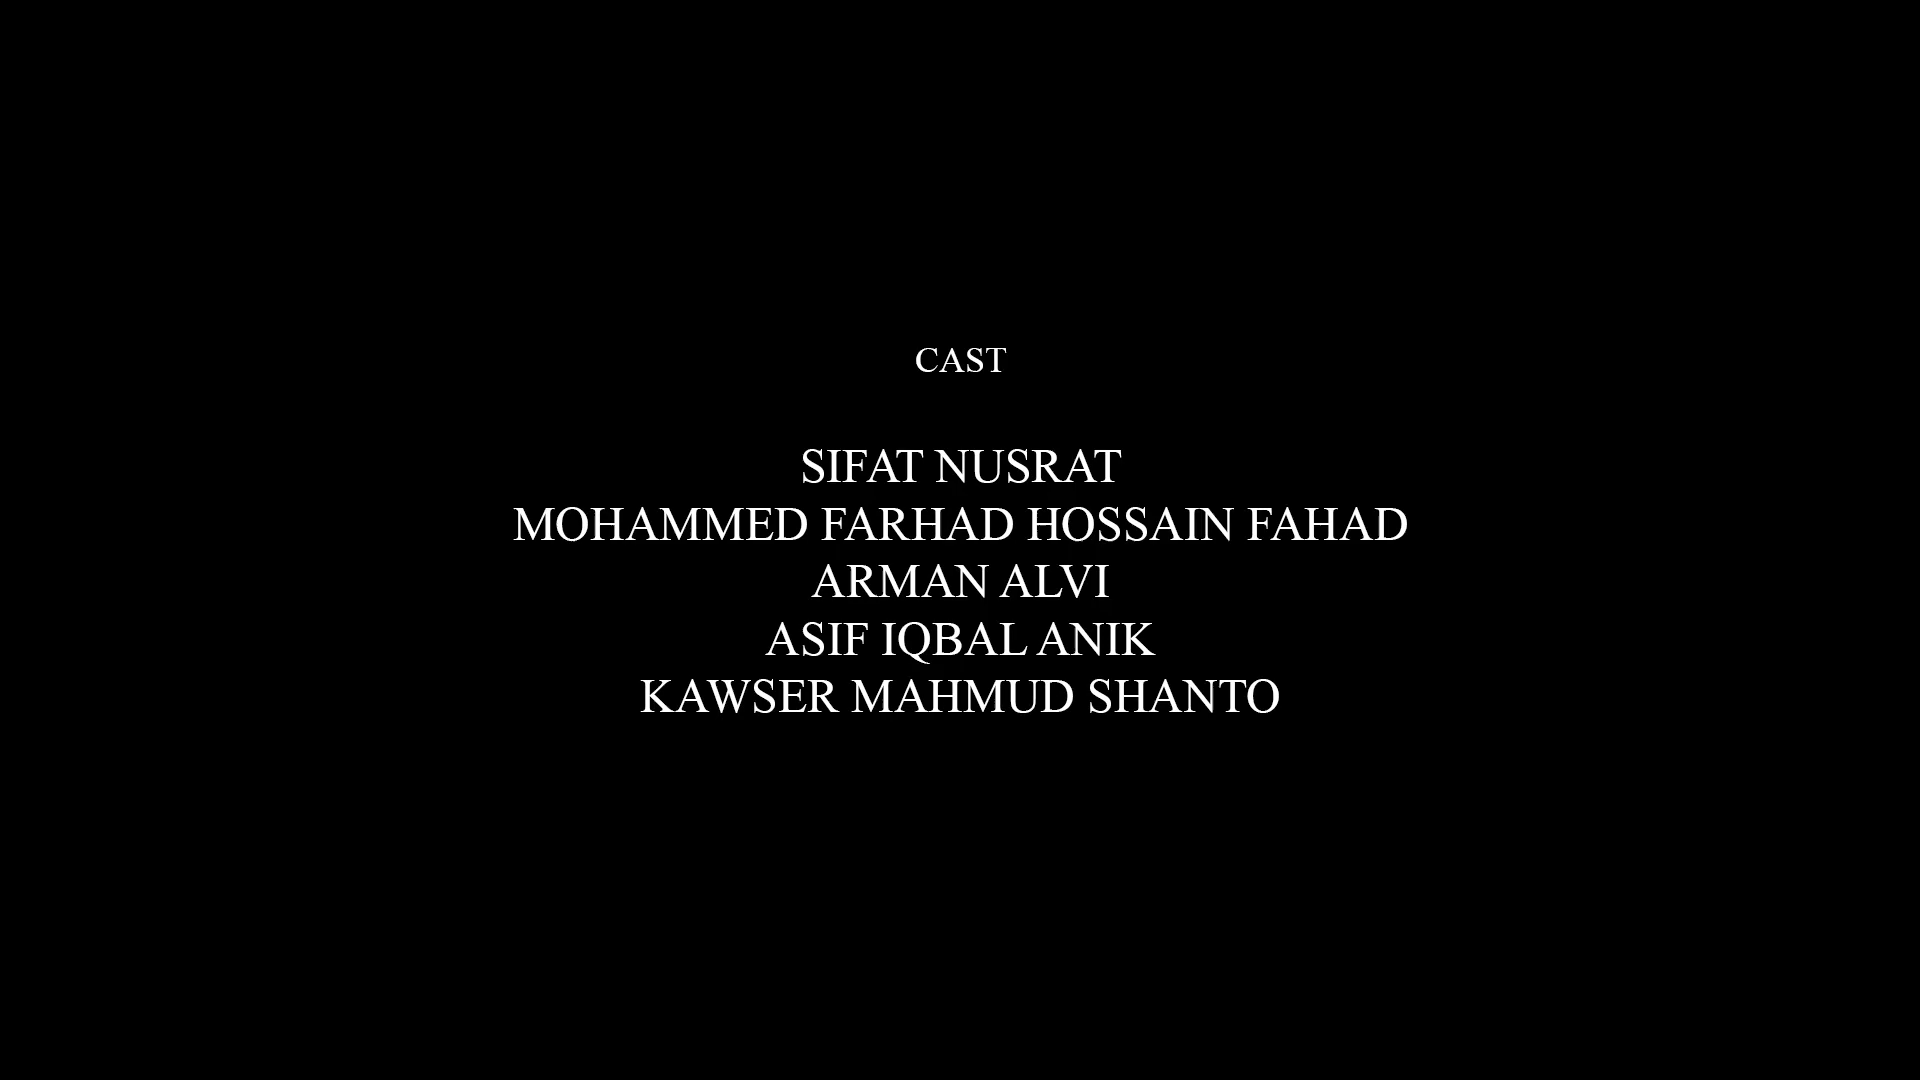 CAST
SIFAT NUSRAT
MOHAMMED FARHAD HOSSAIN FAHAD
ARMAN ALVI
ASIF IQBAL ANIK
KAWSER MAHMUD SHANTO